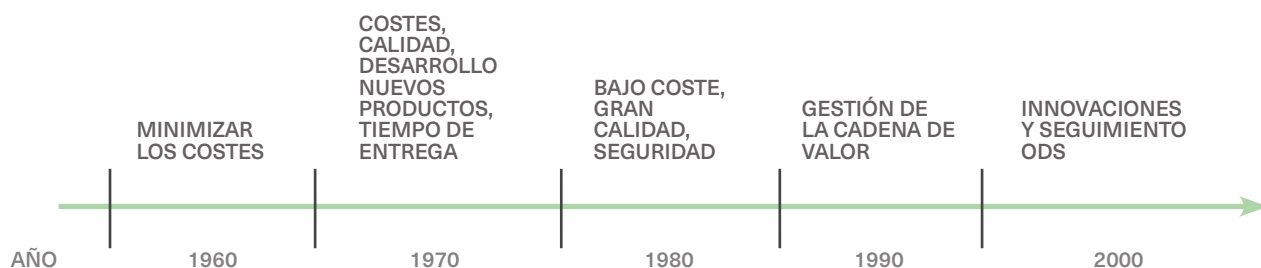 MINIMIZAR
LOS COSTES
COSTES,
CALIDAD,
DESARROLLO
NUEVOS
PRODUCTOS,
TIEMPO DE
ENTREGA
BAJO COSTE,
GRAN
CALIDAD,
SEGURIDAD
GESTIÓN DE
LA CADENA DE
VALOR
INNOVACIONES
Y SEGUIMIENTO
ODS
AÑO 1960 1970 1980 1990 2000